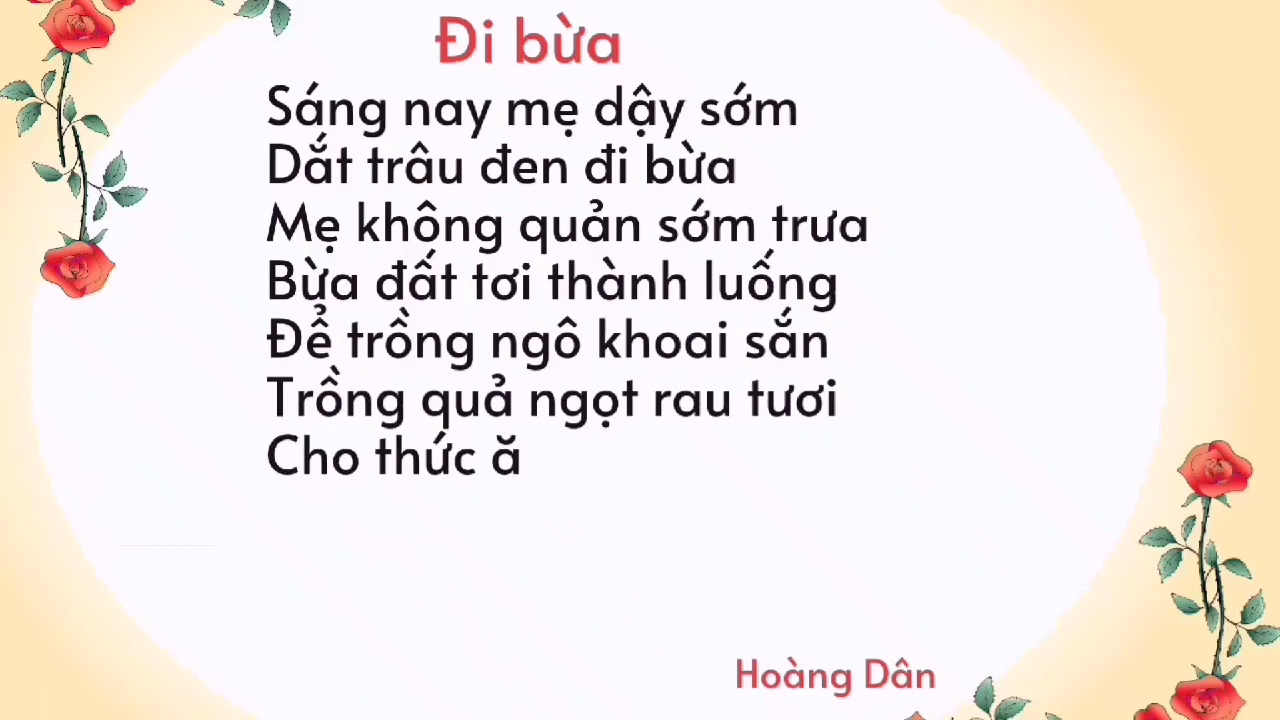 Đi bừa
Sáng nay mẹ dậy sớm
Dắt trâu đen đi bừa
Mẹ không quản sớm trưa
Bừa đất tơi thành luống
Để trồng ngô khoai sắn
Trồng quả ngọt rau tươi
Cho thức ă
Hoàng Dân